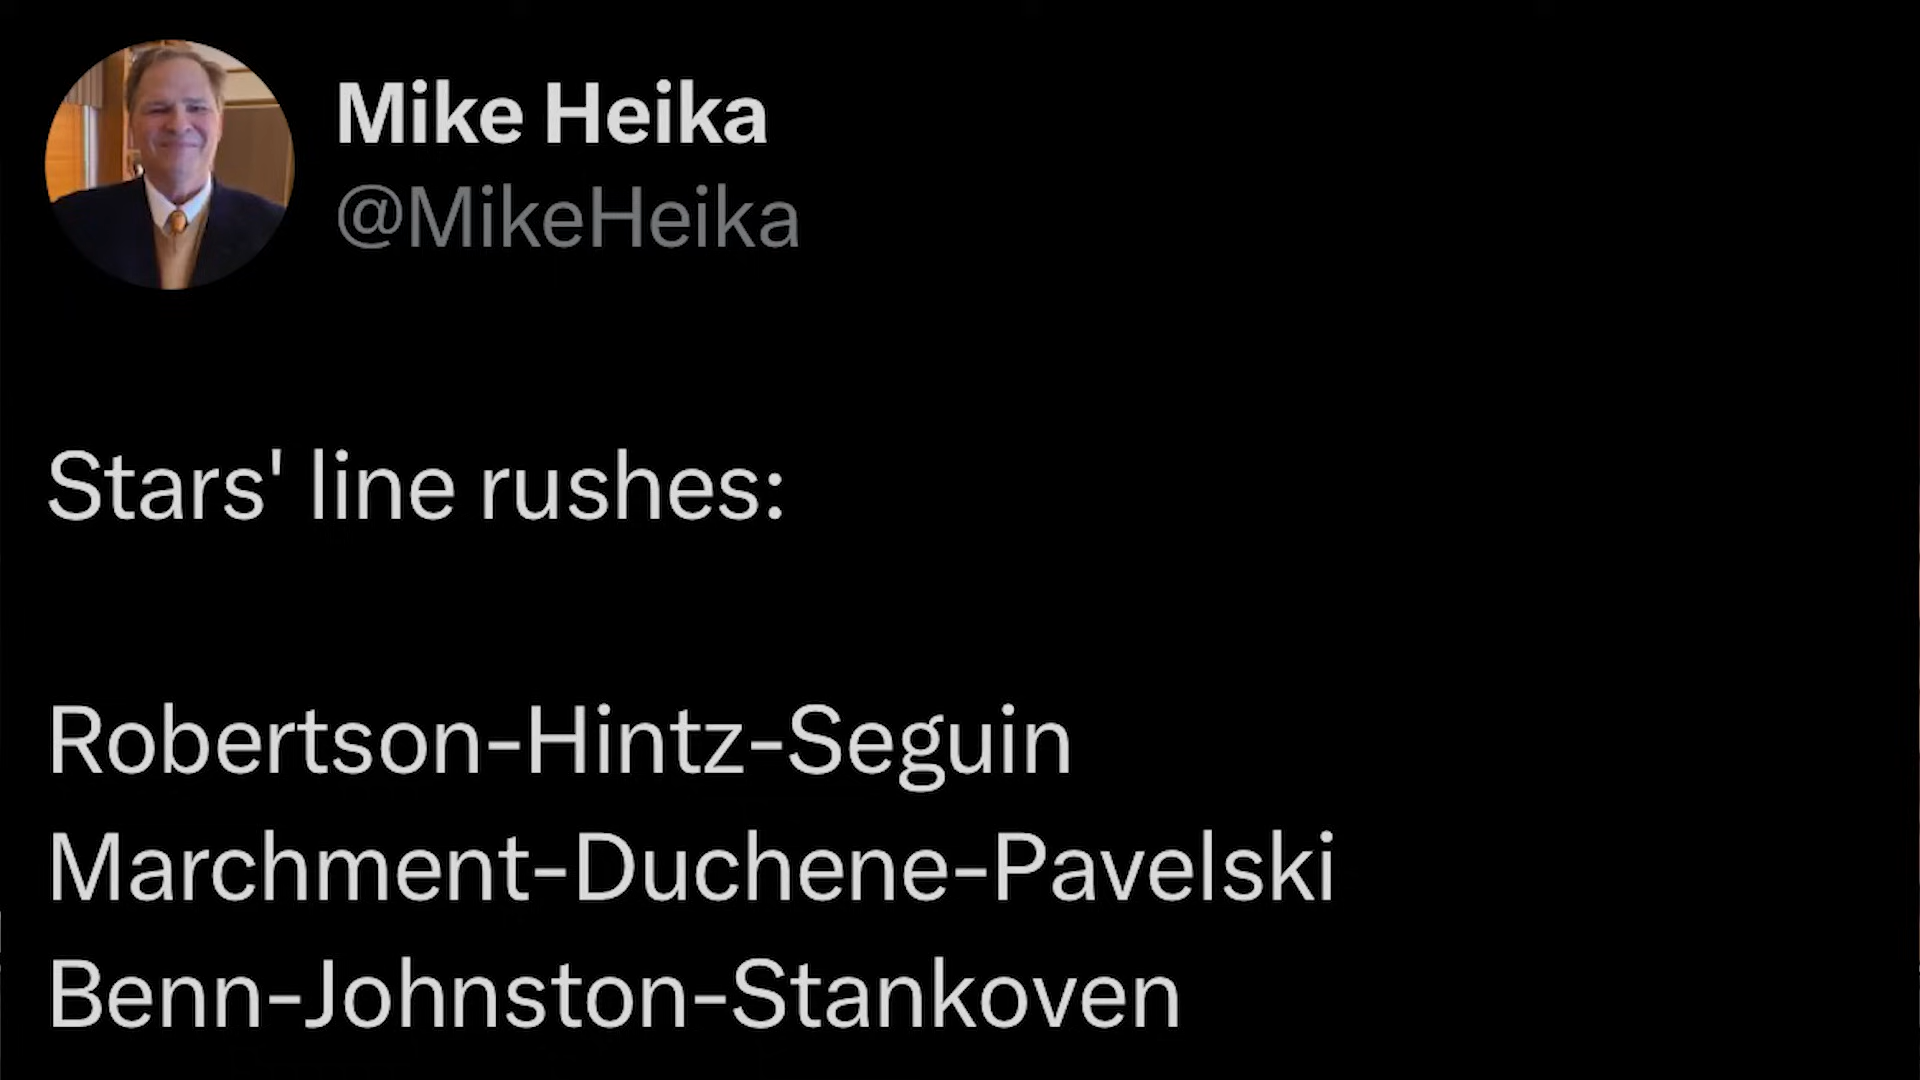 Mike Heika
@MikeHeika
Stars' line rushes:
Robertson-Hintz-Seguin
Marchment-Duchene-Pavelski
Benn-Johnston-Stankoven